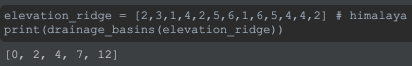 elevation_ridge = [2,3,1,4,2,5,6,1,6,5,4,4,2] # himalaya
print(drainage_basins(elevation_ridge))
[0, 2, 4, 7, 12]